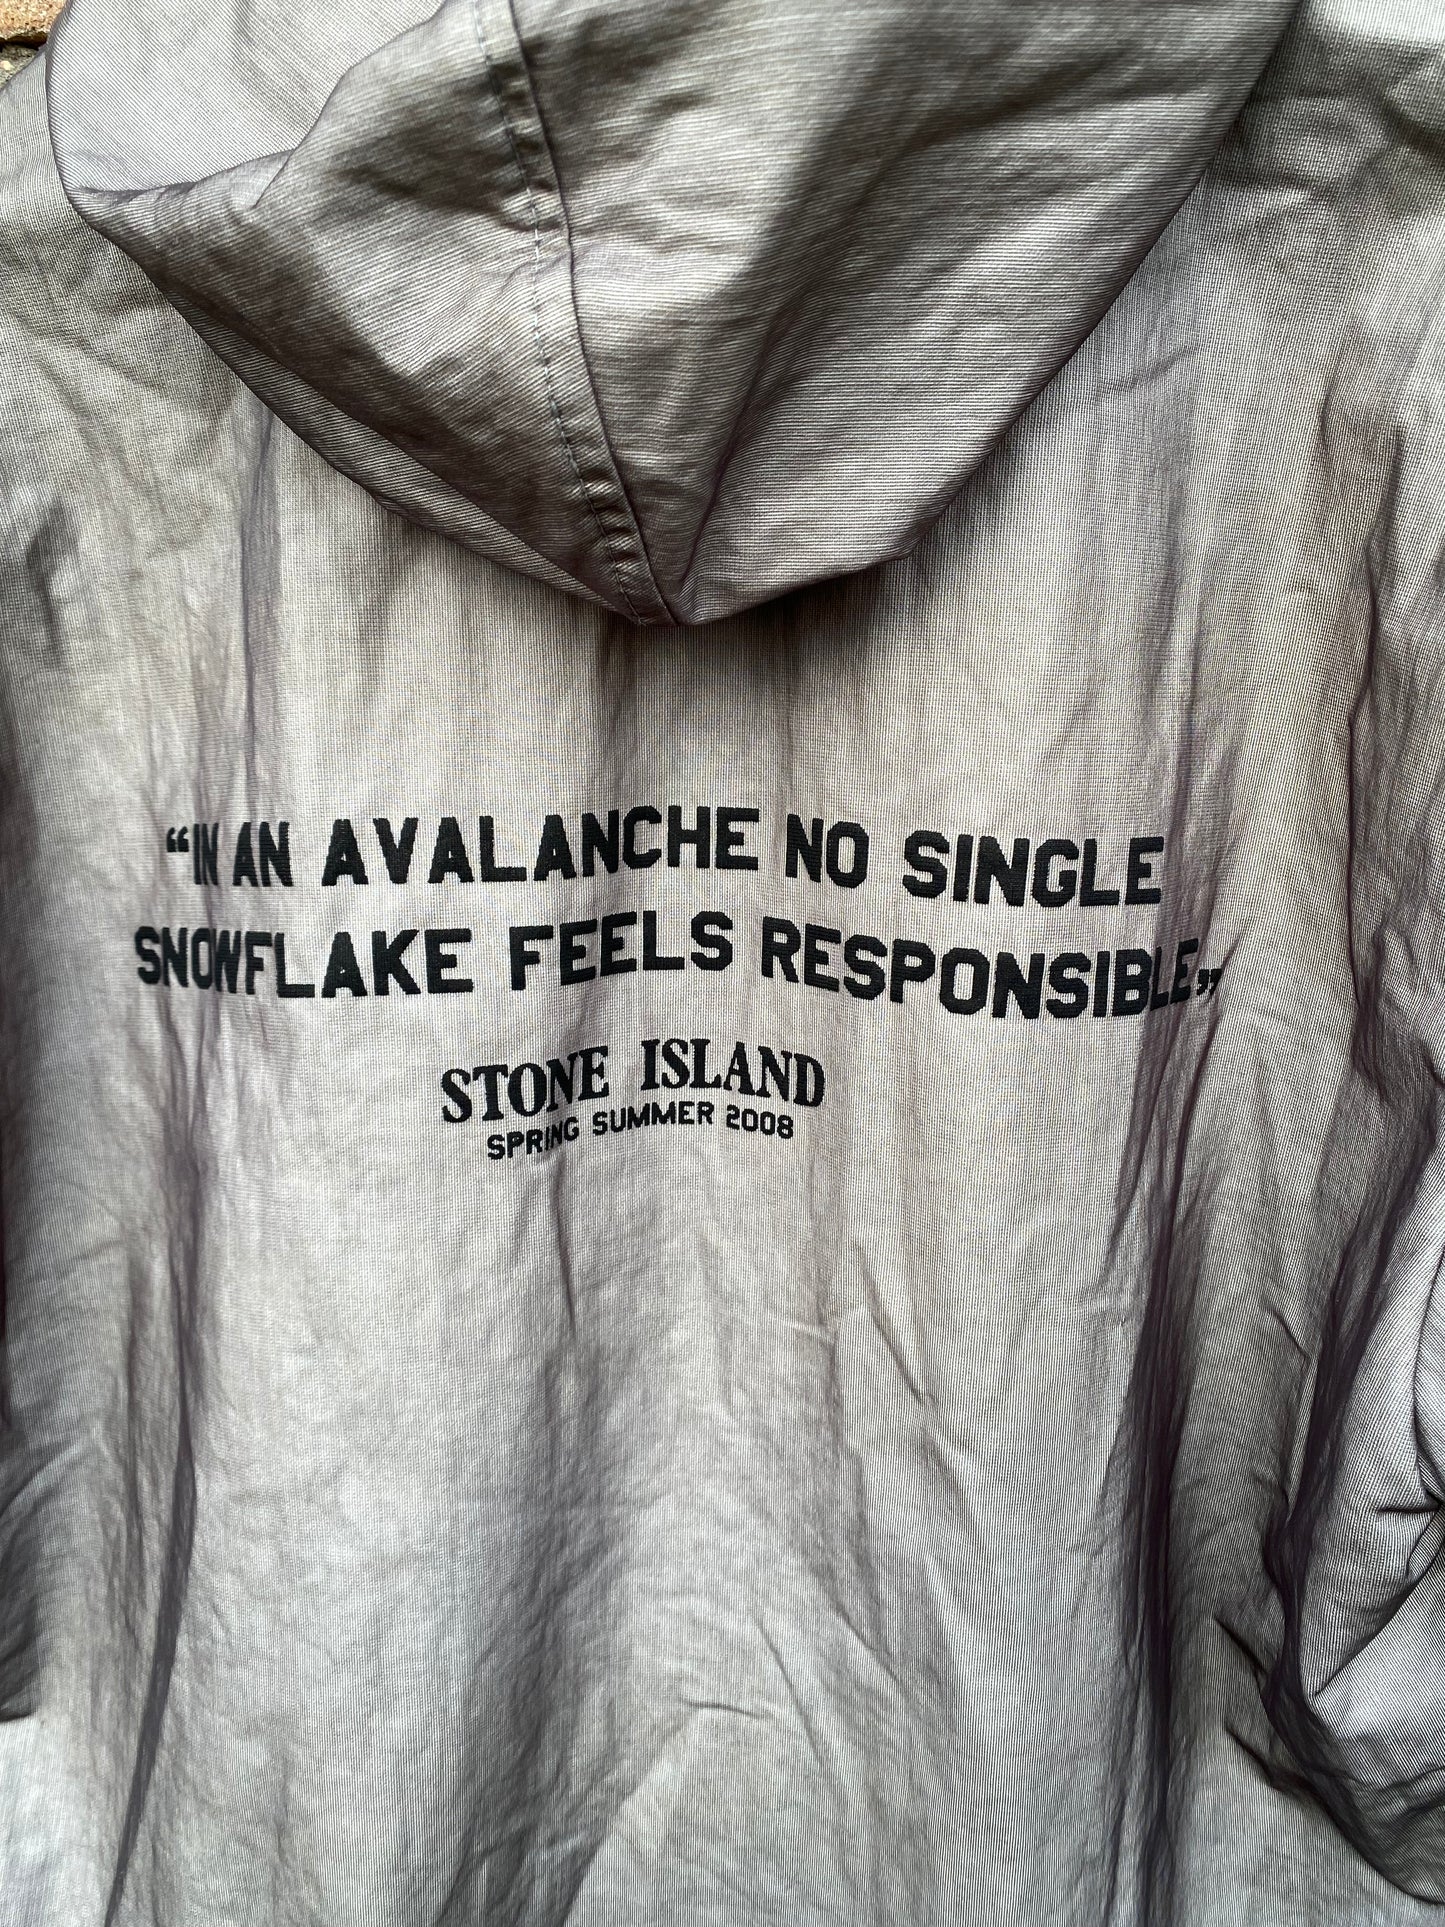 “IN AN AVALANCHE NO SINGLE
SNOWFLAKE FEELS RESPONSIBLE”
STONE ISLAND
SPRING SUMMER 2008